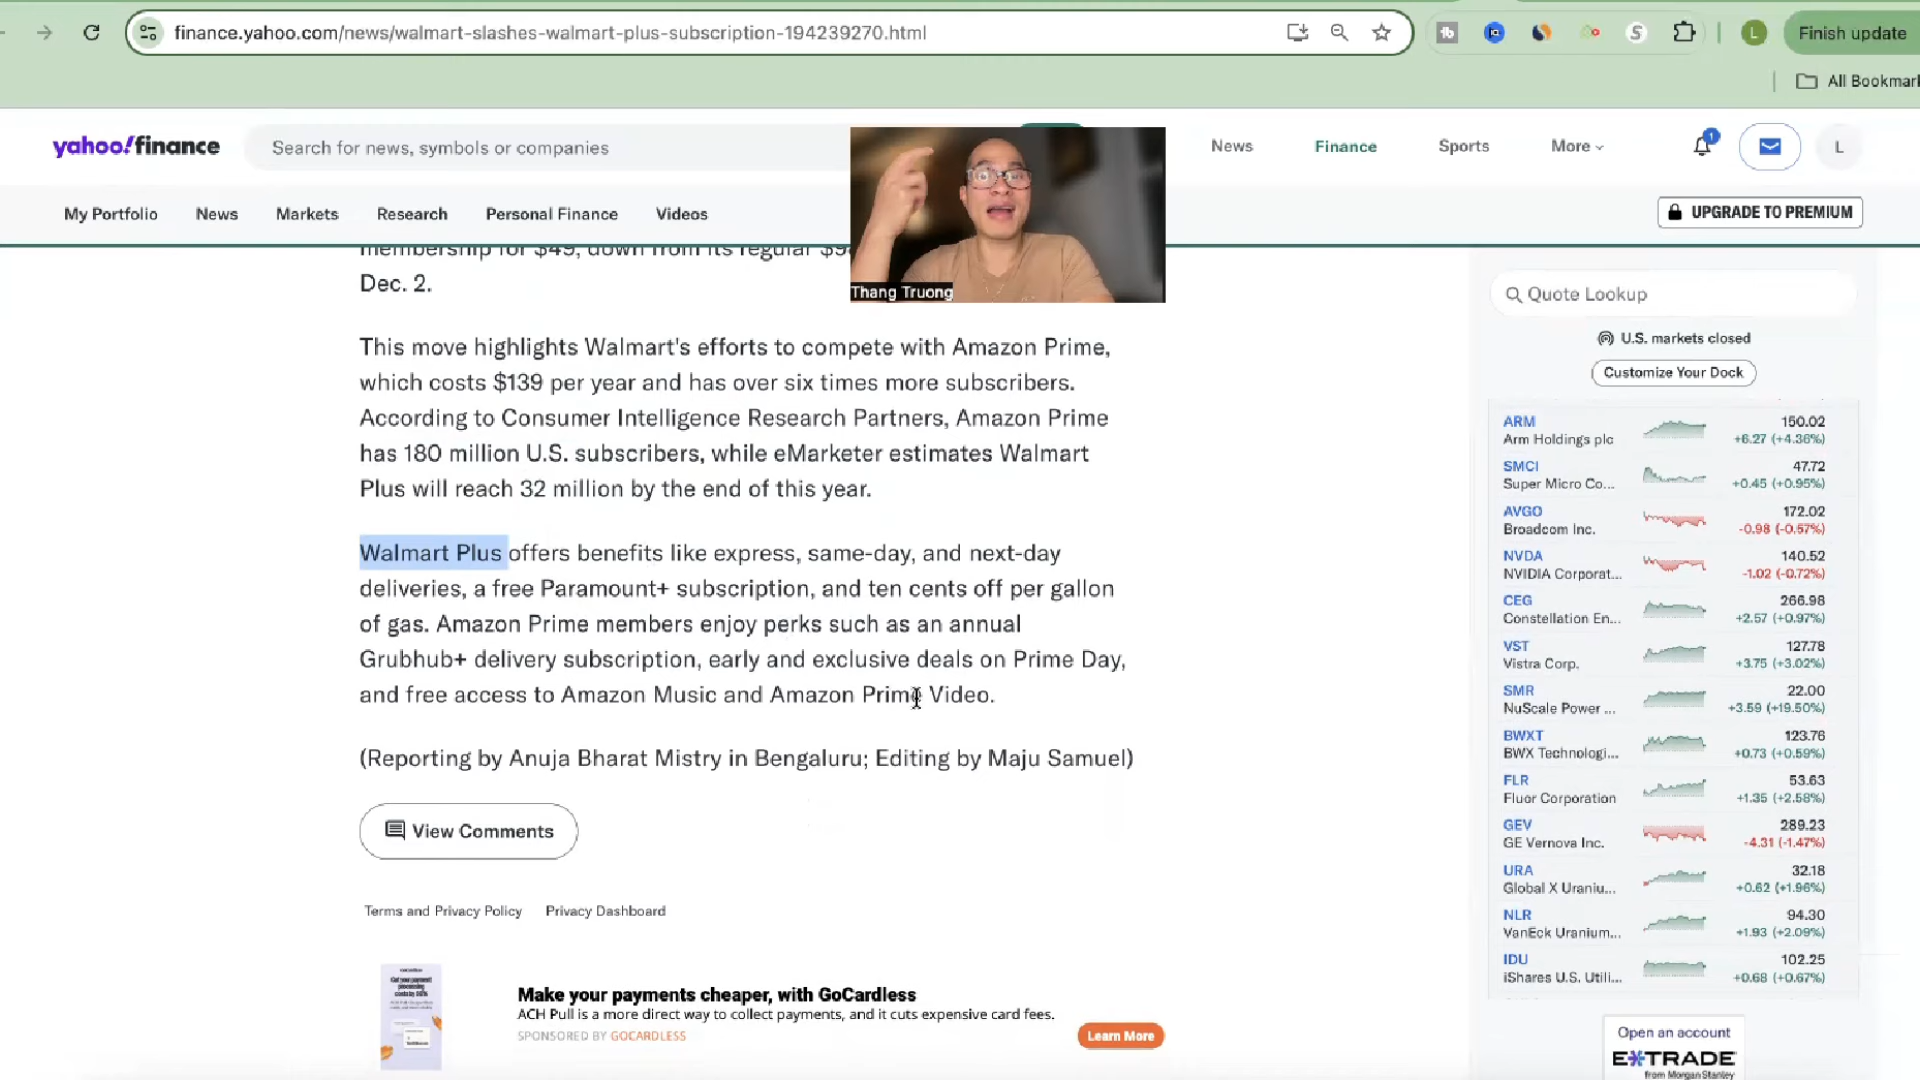 finance.yahoo.com/news/walmart-slashes-walmart-plus-subscription-194239270.html
L
Finish update
All Bookmar
yahoo!finance
Search for news, symbols or companies
News
Finance
Sports
More
1
L
My Portfolio
News
Markets
Research
Personal Finance
Videos
UPGRADE TO PREMIUM
Thang Truong
membership for $49, down from its regular
Dec. 2.
This move highlights Walmart's efforts to compete with Amazon Prime,
which costs $139 per year and has over six times more subscribers.
According to Consumer Intelligence Research Partners, Amazon Prime
has 180 million U.S. subscribers, while eMarketer estimates Walmart
Plus will reach 32 million by the end of this year.
Walmart Plus offers benefits like express, same-day, and next-day
deliveries, a free Paramount+ subscription, and ten cents off per gallon
of gas. Amazon Prime members enjoy perks such as an annual
Grubhub+ delivery subscription, early and exclusive deals on Prime Day,
and free access to Amazon Music and Amazon Prime Video.
(Reporting by Anuja Bharat Mistry in Bengaluru; Editing by Maju Samuel)
View Comments
Terms and Privacy Policy
Privacy Dashboard
Make your payments cheaper, with GoCardless
ACH Pull is a more direct way to collect payments, and it cuts expensive card fees.
SPONSORED BY GOCARDLESS
Learn More
Quote Lookup
U.S. markets closed
Customize Your Dock
ARM 150.02
Arm Holdings plc +6.27 (+4.36%)
SMCI 47.72
Super Micro Co... +0.45 (+0.95%)
AVGO 172.02
Broadcom Inc. -0.98 (-0.57%)
NVDA 140.52
NVIDIA Corporat... -1.02 (-0.72%)
CEG 266.98
Constellation En... +2.57 (+0.97%)
VST 127.78
Vistra Corp. +3.75 (+3.02%)
SMR 22.00
NuScale Power ... +3.59 (+19.50%)
BWXT 123.76
BWX Technologi... +0.73 (+0.59%)
FLR 53.63
Fluor Corporation +1.35 (+2.58%)
GEV 289.23
GE Vernova Inc. -4.31 (-1.47%)
URA 32.18
Global X Uraniu... +0.62 (+1.96%)
NLR 94.30
VanEck Uranium... +1.93 (+2.09%)
IDU 102.25
iShares U.S. Utili... +0.68 (+0.67%)
Open an account
E*TRADE
from Morgan Stanley